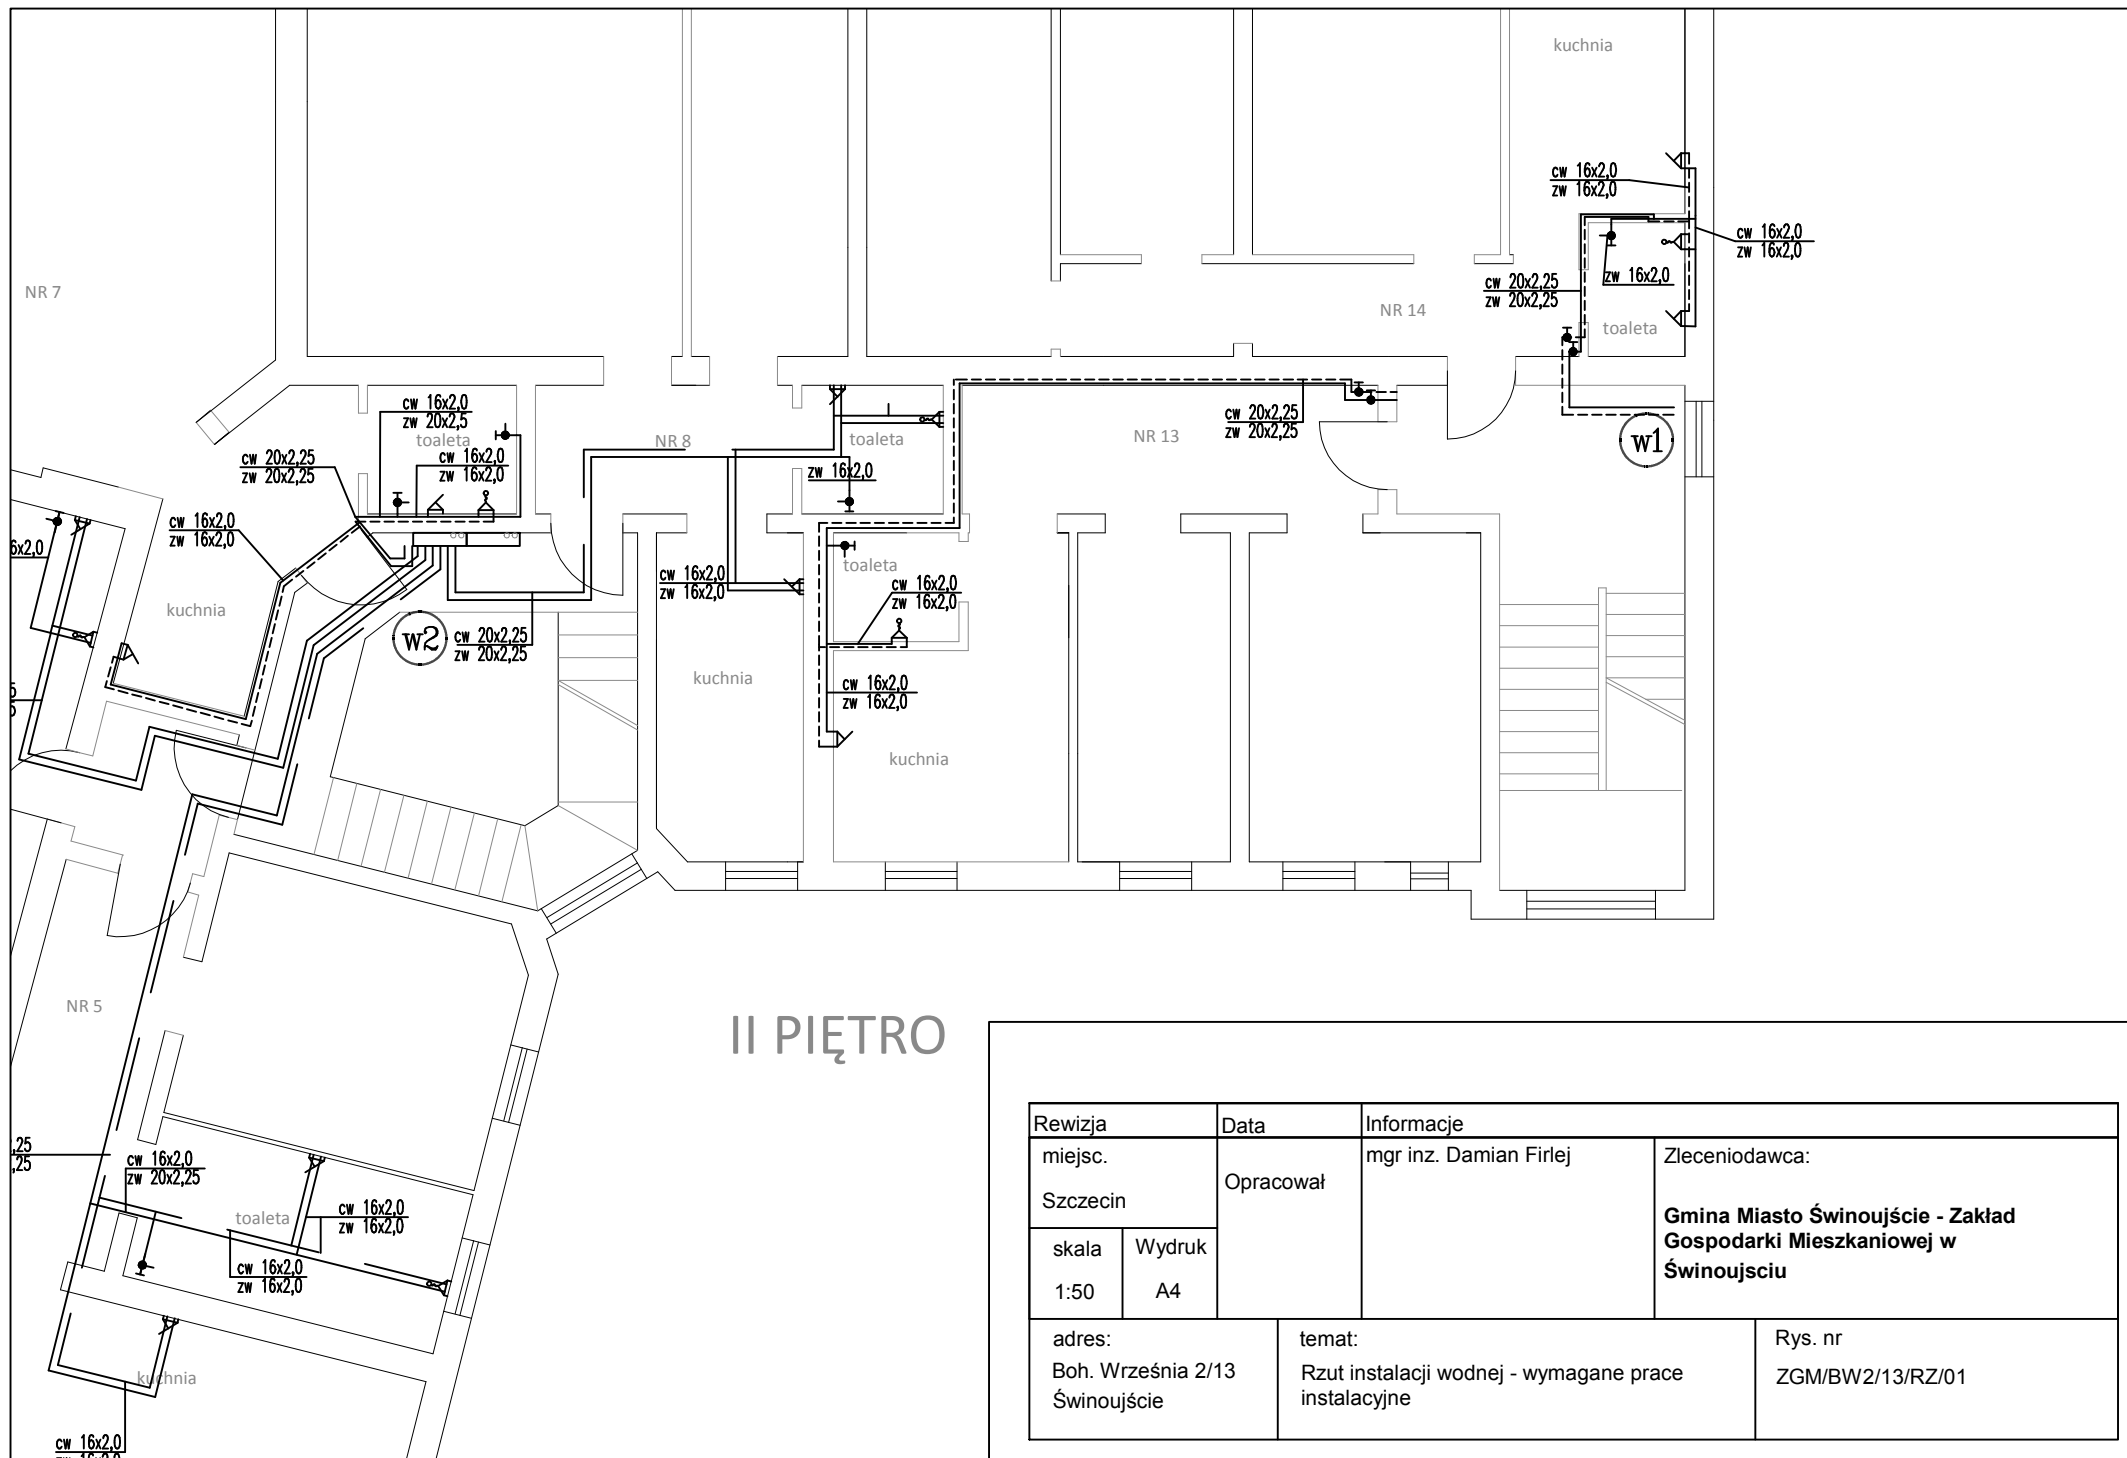 kuchnia
cw 16x2,0
zw 16x2,0
cw 16x2,0
zw 16x2,0
zw 16x2,0
cw 20x2,25
zw 20x2,25
NR 7
NR 14
toaleta
cw 16x2,0
zw 20x2,5
toaleta
cw 16x2,0
zw 16x2,0
cw 20x2,25
zw 20x2,25
NR 8
toaleta
zw 16x2,0
cw 20x2,25
zw 20x2,25
NR 13
w1
cw 16x2,0
zw 16x2,0
6x2,0
kuchnia
cw 16x2,0
zw 16x2,0
toaleta
cw 16x2,0
zw 16x2,0
w2
cw 20x2,25
zw 20x2,25
kuchnia
cw 16x2,0
zw 16x2,0
kuchnia
NR 5
II PIĘTRO
,25
,25
cw 16x2,0
zw 20x2,25
toaleta
cw 16x2,0
zw 16x2,0
cw 16x2,0
zw 16x2,0
kuchnia
cw 16x2,0
Rewizja
Data
Informacje
miejsc.
Szczecin
Opracował
mgr inz. Damian Firlej
Zleceniodawca:
Gmina Miasto Świnoujście - Zakład
Gospodarki Mieszkaniowej w
Świnoujsciu
skala
Wydruk
1:50
A4
adres:
Boh. Września 2/13
Świnoujście
temat:
Rzut instalacji wodnej - wymagane prace
instalacyjne
Rys. nr
ZGM/BW2/13/RZ/01